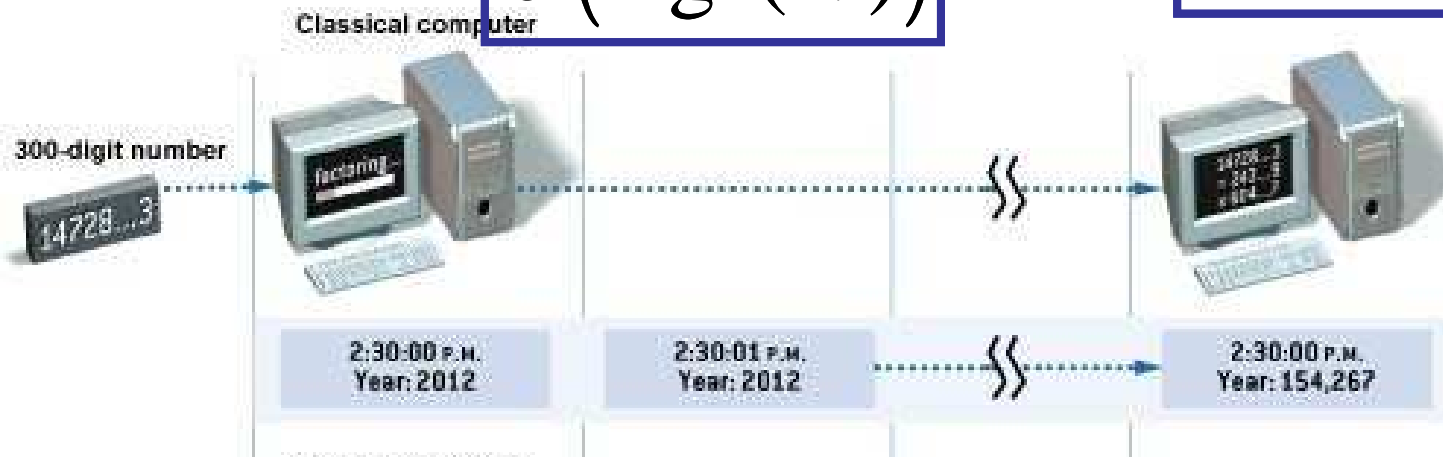 Classical computer
300-digit number
14728...3
factoring...
14728...3
2:30:00 P.M.
Year: 2012
2:30:01 P.M.
Year: 2012
2:30:00 P.M.
Year: 154,267